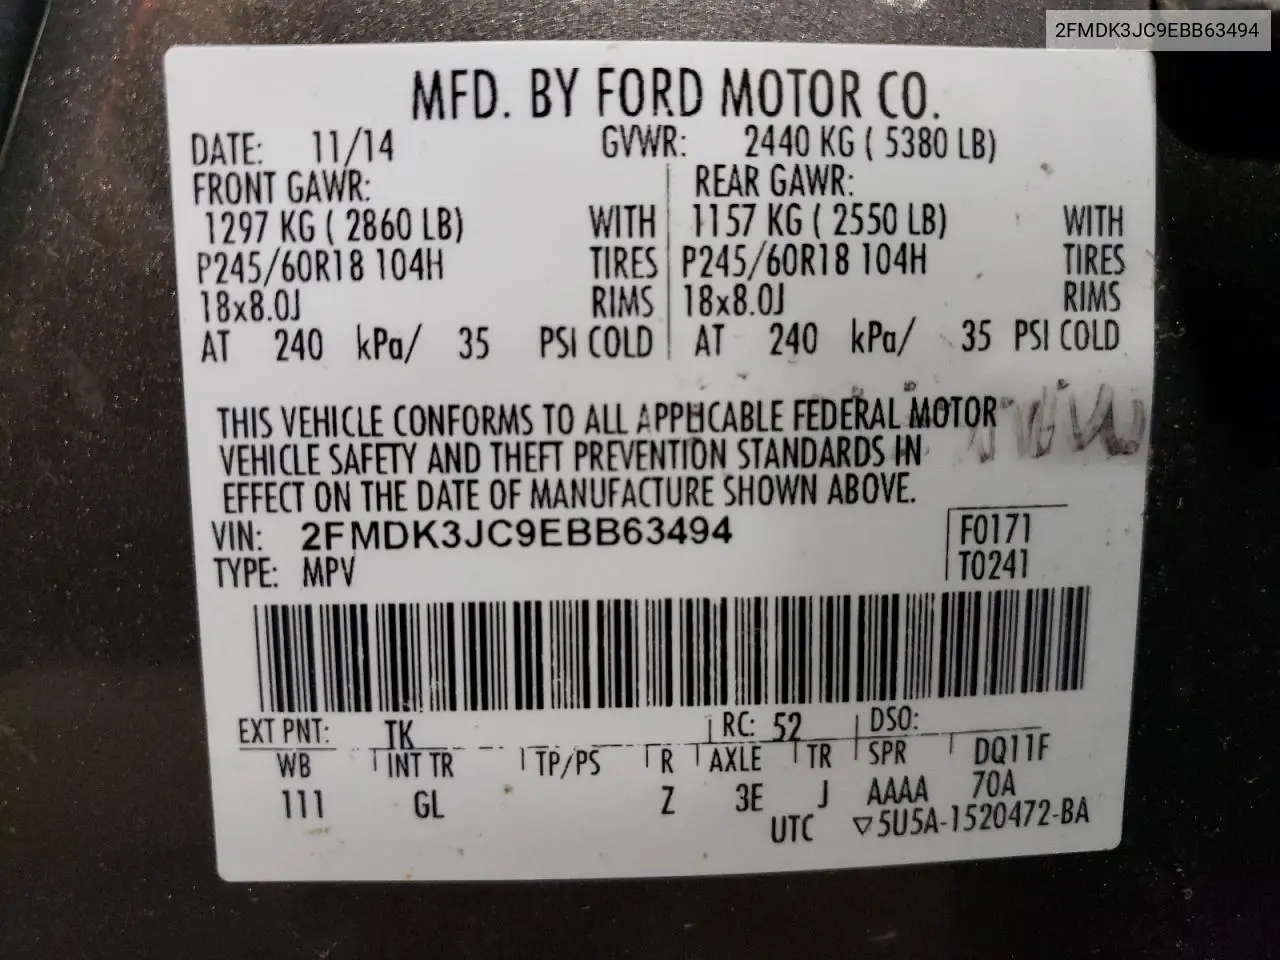 2FMDK3JC9EBB63494
MFD. BY FORD MOTOR CO.
DATE: 11/14 GVWR: 2440 KG ( 5380 LB)
FRONT GAWR: REAR GAWR:
1297 KG ( 2860 LB) WITH 1157 KG ( 2550 LB) WITH
P245/60R18 104H TIRES P245/60R18 104H TIRES
18x8.0J RIMS 18x8.0J RIMS
AT 240 kPa/ 35 PSI COLD AT 240 kPa/ 35 PSI COLD
THIS VEHICLE CONFORMS TO ALL APPLICABLE FEDERAL MOTOR
VEHICLE SAFETY AND THEFT PREVENTION STANDARDS IN
EFFECT ON THE DATE OF MANUFACTURE SHOWN ABOVE.
VIN: 2FMDK3JC9EBB63494 F0171
TYPE: MPV T0241
EXT PNT: TK RC: 52 DSO:
WB INT TR TP/PS R AXLE TR SPR DQ11F
111 GL Z 3E J AAAA 70A
UTC ▽5U5A-1520472-BA